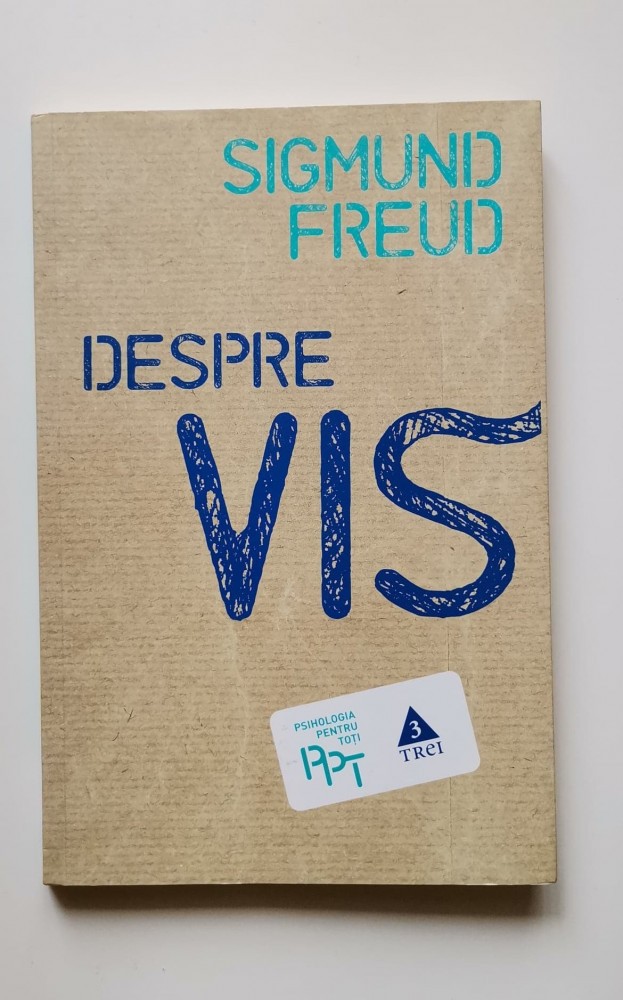 SIGMUND
FREUD
DESPRE
VIS
PSIHOLOGIA
PENTRU
TOȚI
PPT
3
TREI